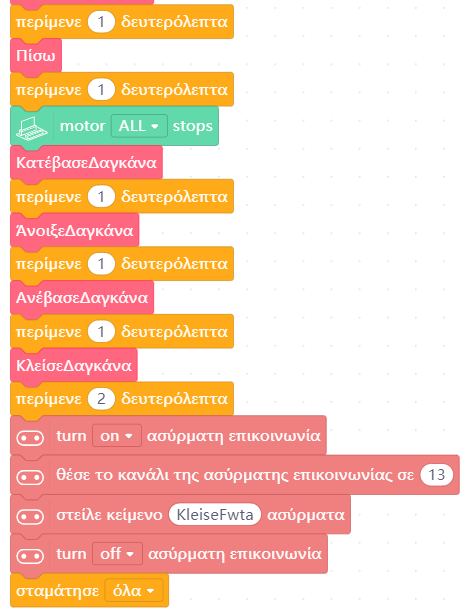 περίμενε 1 δευτερόλεπτα
Πίσω
περίμενε 1 δευτερόλεπτα
motor ALL stops
ΚατέβασεΔαγκάνα
περίμενε 1 δευτερόλεπτα
ΆνοιξεΔαγκάνα
περίμενε 1 δευτερόλεπτα
ΑνέβασεΔαγκάνα
περίμενε 1 δευτερόλεπτα
ΚλείσεΔαγκάνα
περίμενε 2 δευτερόλεπτα
turn on ασύρματη επικοινωνία
θέσε το κανάλι της ασύρματης επικοινωνίας σε 13
στείλε κείμενο KleiseFwta ασύρματα
turn off ασύρματη επικοινωνία
σταμάτησε όλα